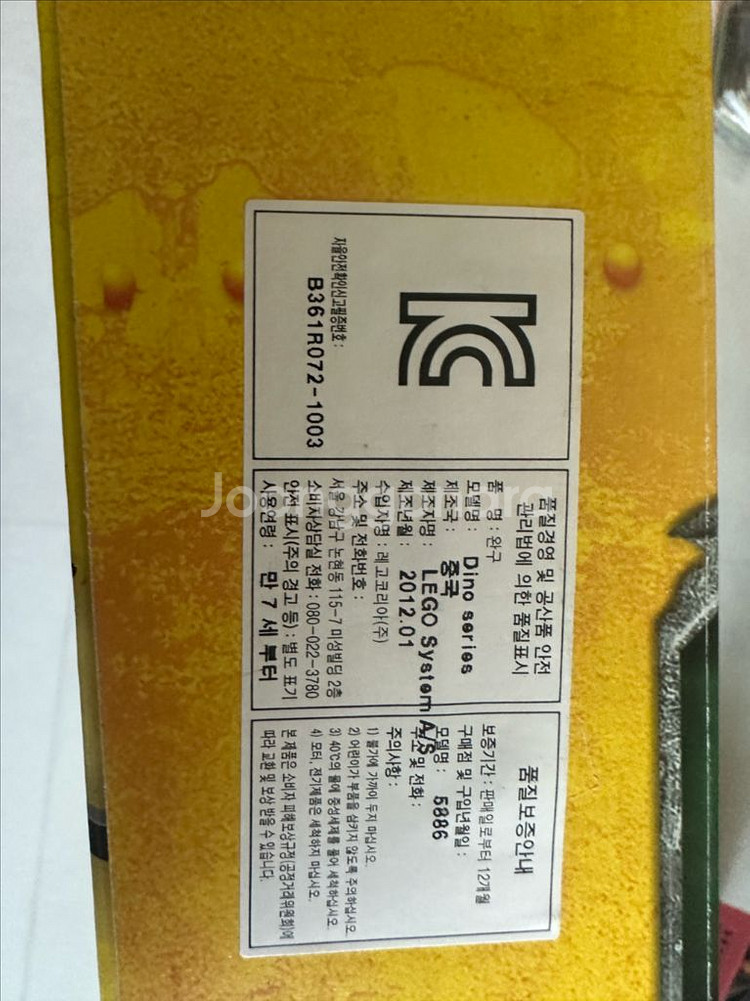 KC
자율안전확인신고필증번호 :
B361R072-1003
품질경영 및 공산품 안전
관리법에 의한 품질표시
품 명 : 완구
모델명 : Dino series
제조국 : 중국
제조자명 : LEGO System A/S
제조년월 : 2012.01
수입자명 : 레고코리아(주)
주소 및 전화번호 :
서울 강남구 논현동 115-7 미성빌딩 2층
소비자상담실 전화 : 080-022-3780
안전 표시(주의 경고 등) : 별도 표기
사용연령 : 만 7 세 부터
품질보증안내
보증기간 : 판매일로부터 12개월
구매점 및 구입년월일 :
모델명 : 5886
주소 및 전화 :
주의사항 :
1) 불가에 가까이 두지 마십시오.
2) 어린이가 부품을 삼키지 않도록 주의하십시오.
3) 40℃의 물에 중성세제를 풀어 세척하십시오.
4) 모터, 전기제품은 세척하지 마십시오.
본 제품은 소비자 피해보상규정(공정거래위원회)에
따라 교환 및 보상 받을 수 있습니다.